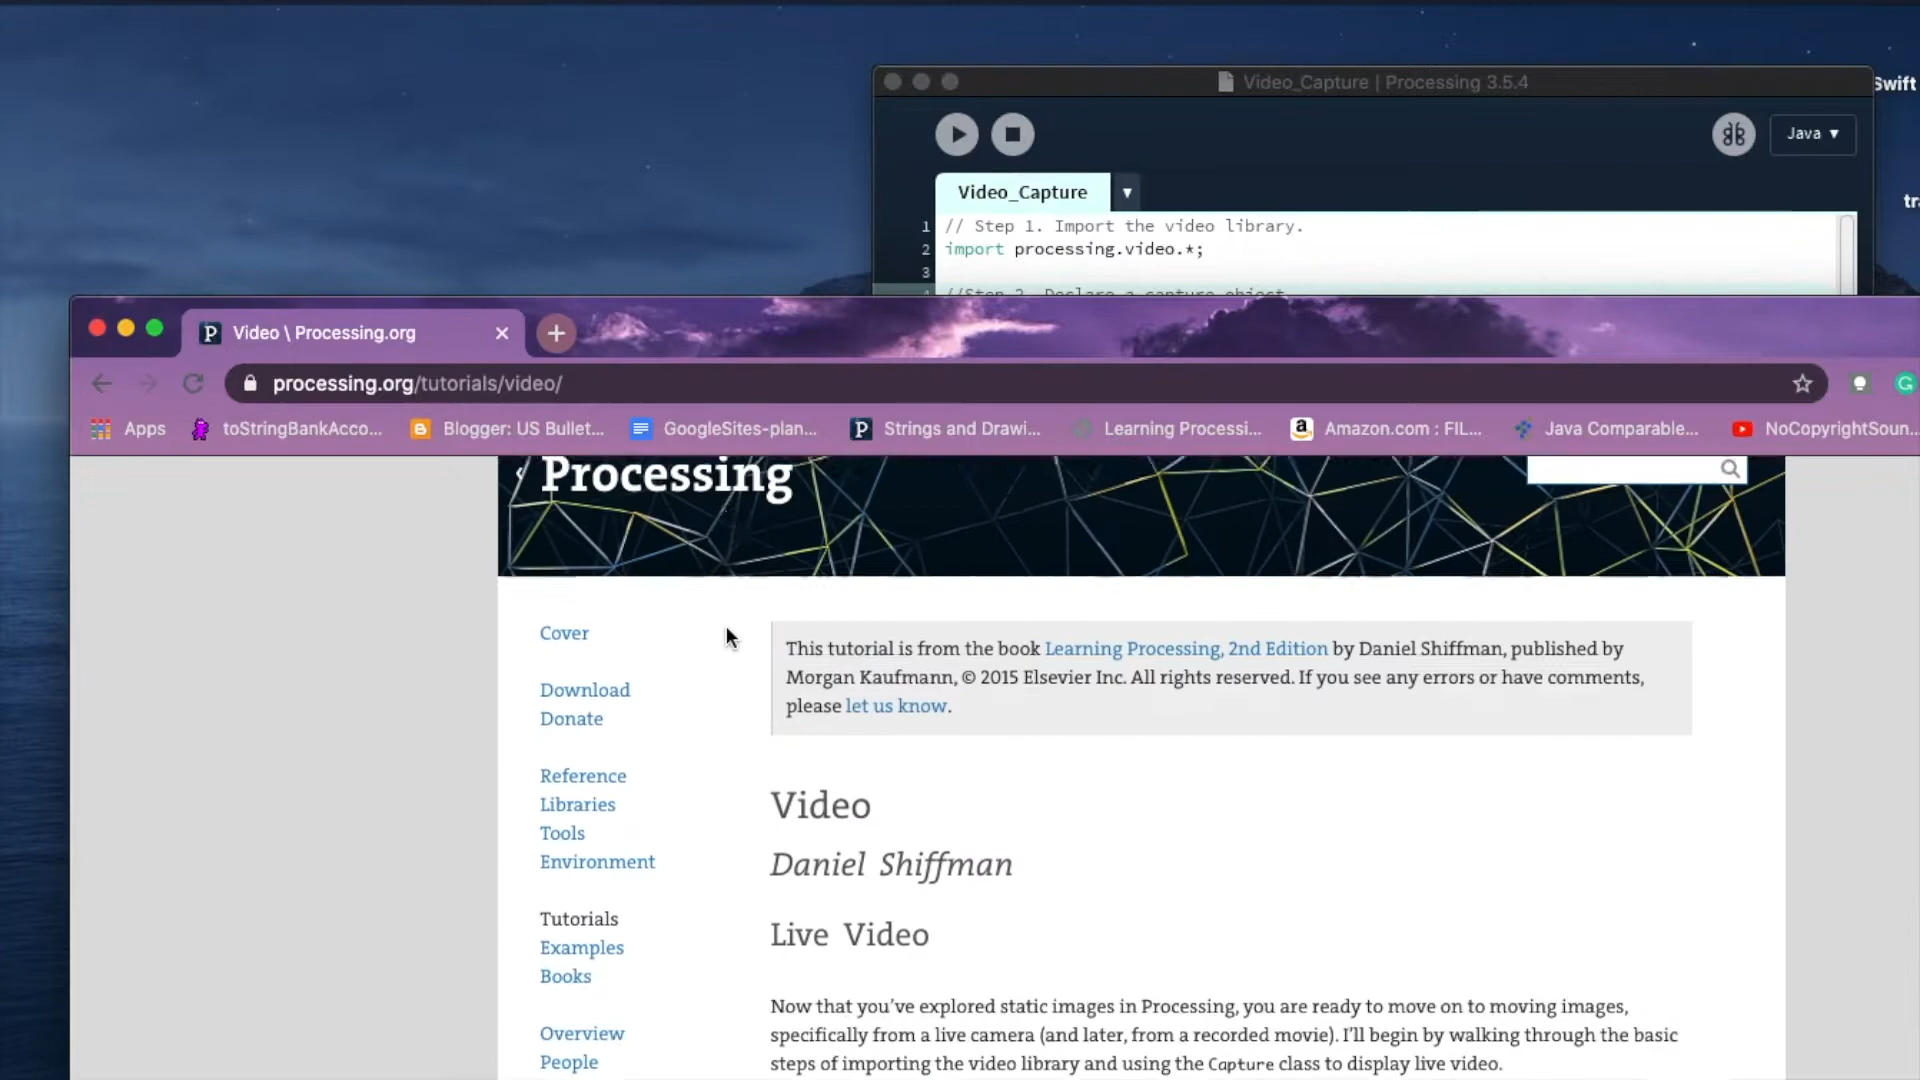 Video_Capture | Processing 3.5.4
Swift
Java ▼
tr
Video_Capture ▼
1 // Step 1. Import the video library.
2 import processing.video.*;
3
4 //Step 2. Declare a capture object
Video \ Processing.org
processing.org/tutorials/video/
Apps toStringBankAcco... Blogger: US Bullet... GoogleSites-plan... Strings and Drawi... Learning Processi... Amazon.com : FIL... Java Comparable... NoCopyrightSoun...
Processing
Cover
Download
Donate
Reference
Libraries
Tools
Environment
Tutorials
Examples
Books
Overview
People
This tutorial is from the book Learning Processing, 2nd Edition by Daniel Shiffman, published by
Morgan Kaufmann, © 2015 Elsevier Inc. All rights reserved. If you see any errors or have comments,
please let us know.
Video
Daniel Shiffman
Live Video
Now that you've explored static images in Processing, you are ready to move on to moving images,
specifically from a live camera (and later, from a recorded movie). I'll begin by walking through the basic
steps of importing the video library and using the Capture class to display live video.